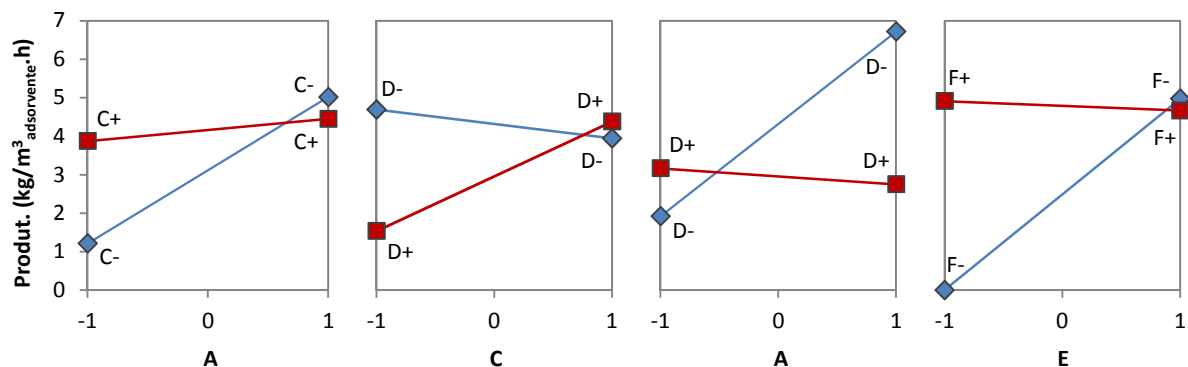 Produt. (kg/m³adsorvente.h)
7
6
5
4
3
2
1
0
C+
C-
C-
C+
-1 0 1
A
D-
D+
D+
D-
-1 0 1
C
D+
D-
D-
D+
-1 0 1
A
F+
F-
F-
F+
-1 0 1
E